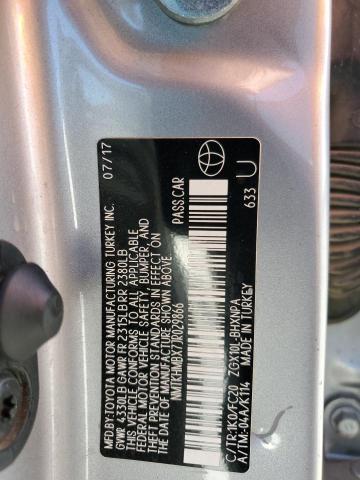 MFD.BY:TOYOTA MOTOR MANUFACTURING TURKEY INC. 07/17
GVWR 4330LB GAWR FR 2315LB RR 2380LB
THIS VEHICLE CONFORMS TO ALL APPLICABLE
FEDERAL MOTOR VEHICLE SAFETY, BUMPER, AND
THEFT PREVENTION STANDARDS IN EFFECT ON
THE DATE OF MANUFACTURE SHOWN ABOVE.
PASS.CAR
C/TR:1K0/FC20 ZGX10L-BHXNPA
A/TM:-04A/K114 MADE IN TURKEY
633 U